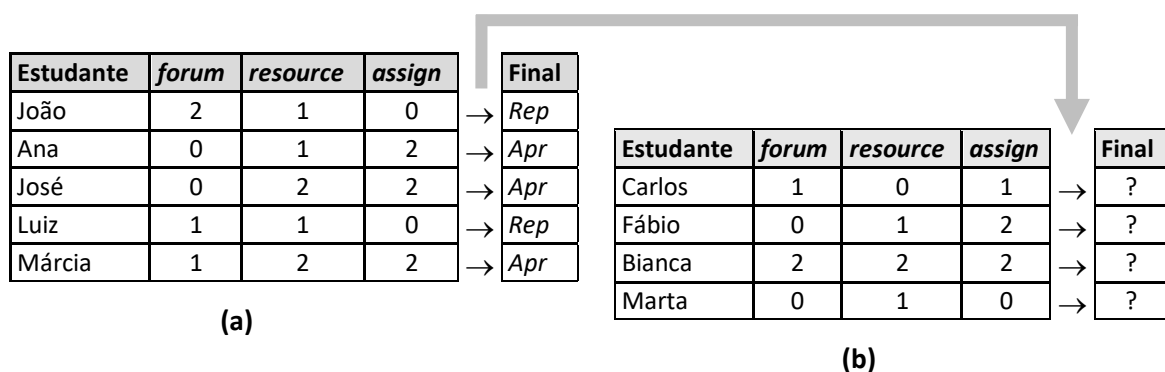 Estudante forum resource assign Final
João 2 1 0 → Rep
Ana 0 1 2 → Apr
José 0 2 2 → Apr
Luiz 1 1 0 → Rep
Márcia 1 2 2 → Apr
(a)
Estudante forum resource assign Final
Carlos 1 0 1 → ?
Fábio 0 1 2 → ?
Bianca 2 2 2 → ?
Marta 0 1 0 → ?
(b)